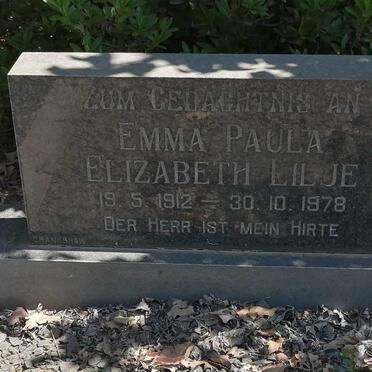 ZUM GEDÄCHTNIS AN
EMMA PAULA
ELIZABETH LILJE
19. 5. 1912 – 30. 10. 1978
DER HERR IST MEIN HIRTE